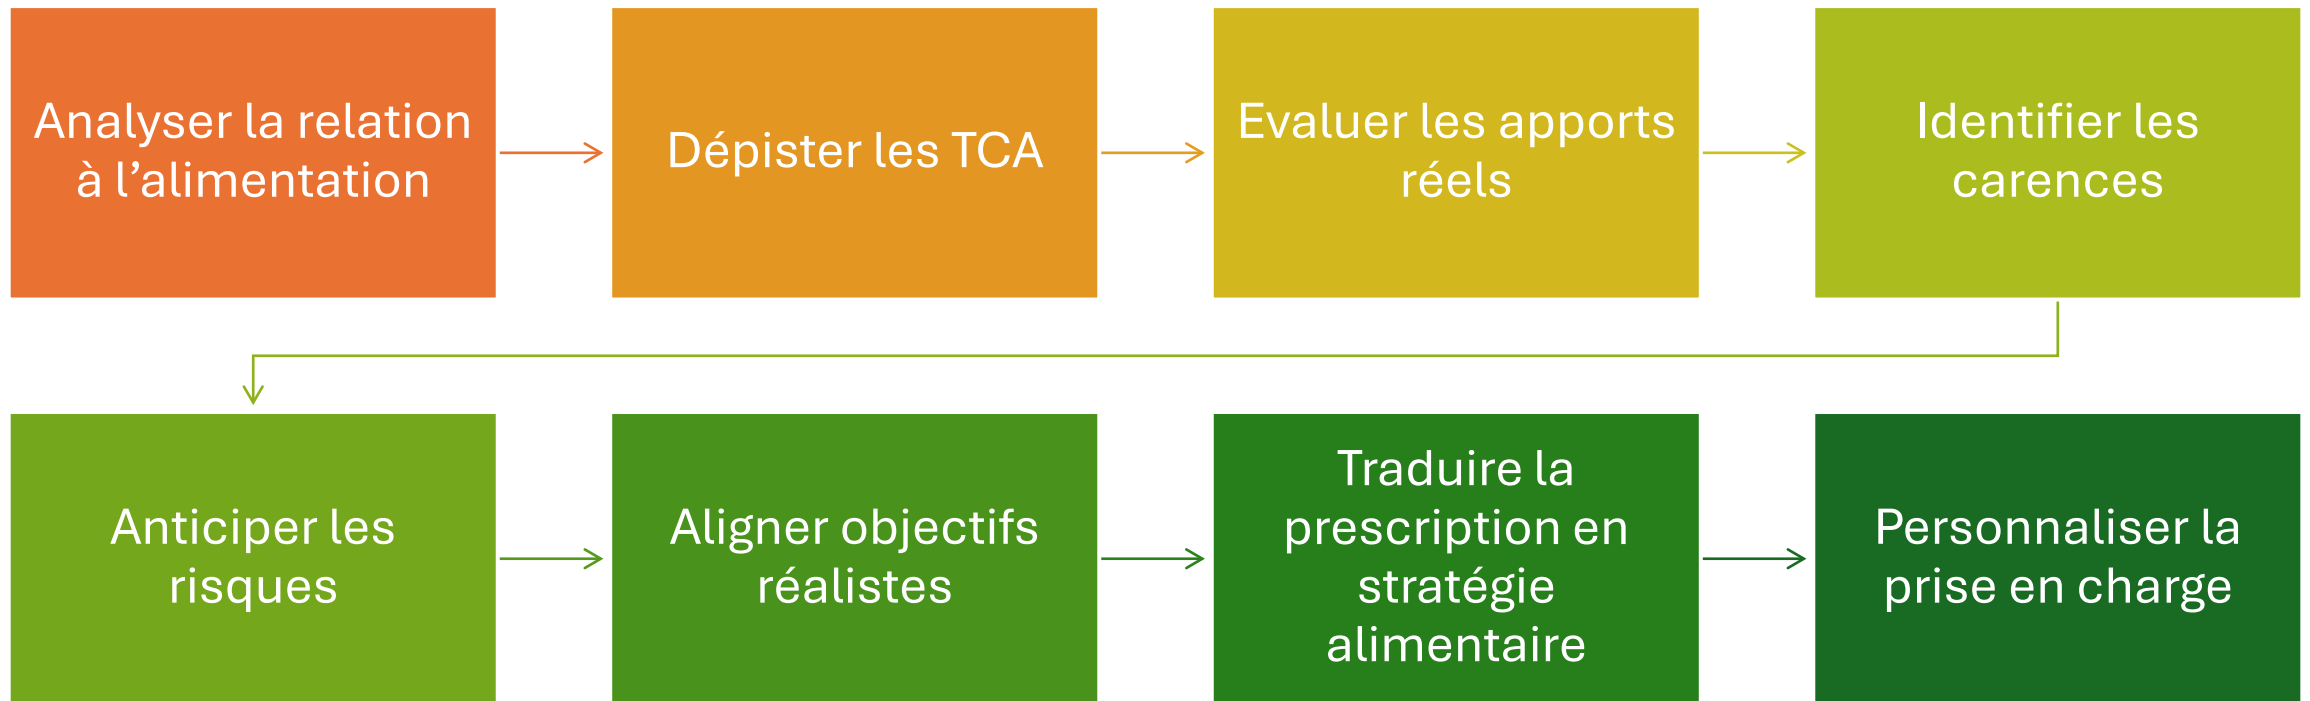 Analyser la relation
à l’alimentation
Dépister les TCA
Evaluer les apports
réels
Identifier les
carences
Anticiper les
risques
Aligner objectifs
réalistes
Traduire la
prescription en
stratégie
alimentaire
Personnaliser la
prise en charge